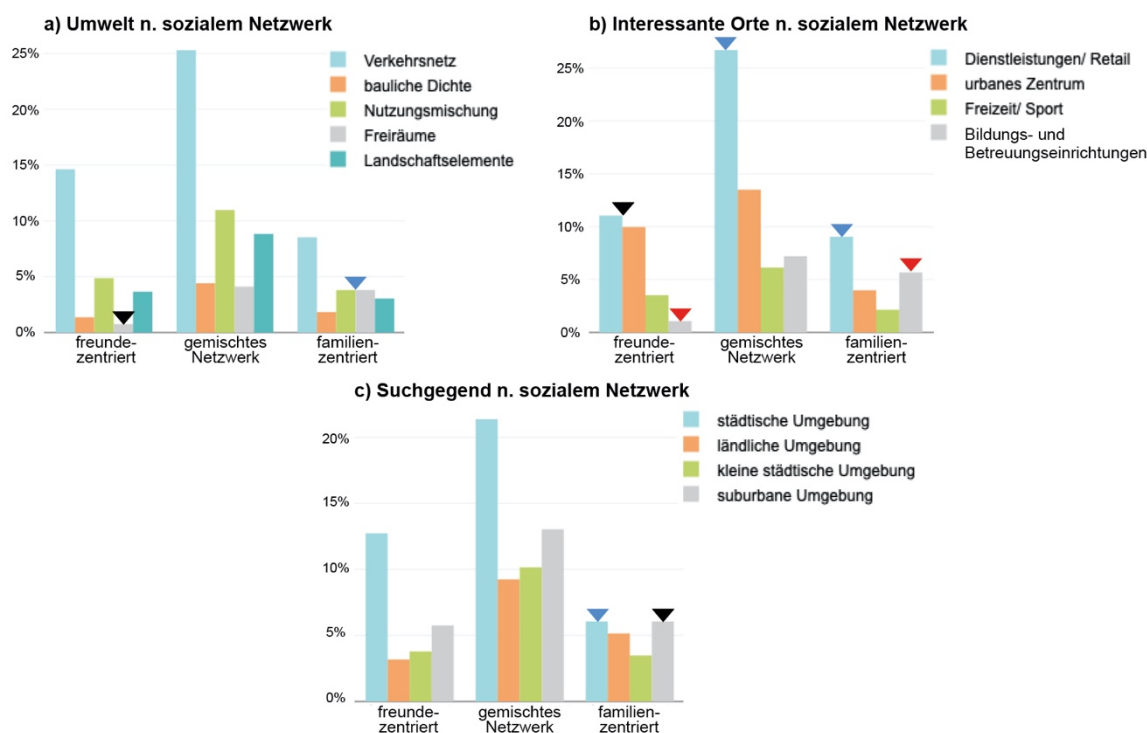 a) Umwelt n. sozialem Netzwerk
25%
20%
15%
10%
5%
0%
Verkehrsnetz
bauliche Dichte
Nutzungsmischung
Freiräume
Landschaftselemente
freunde-
zentriert
gemischtes
Netzwerk
familien-
zentriert
b) Interessante Orte n. sozialem Netzwerk
25%
20%
15%
10%
5%
0%
Dienstleistungen/ Retail
urbanes Zentrum
Freizeit/ Sport
Bildungs- und
Betreuungseinrichtungen
freunde-
zentriert
gemischtes
Netzwerk
familien-
zentriert
c) Suchgegend n. sozialem Netzwerk
20%
15%
10%
5%
0%
städtische Umgebung
ländliche Umgebung
kleine städtische Umgebung
suburbane Umgebung
freunde-
zentriert
gemischtes
Netzwerk
familien-
zentriert